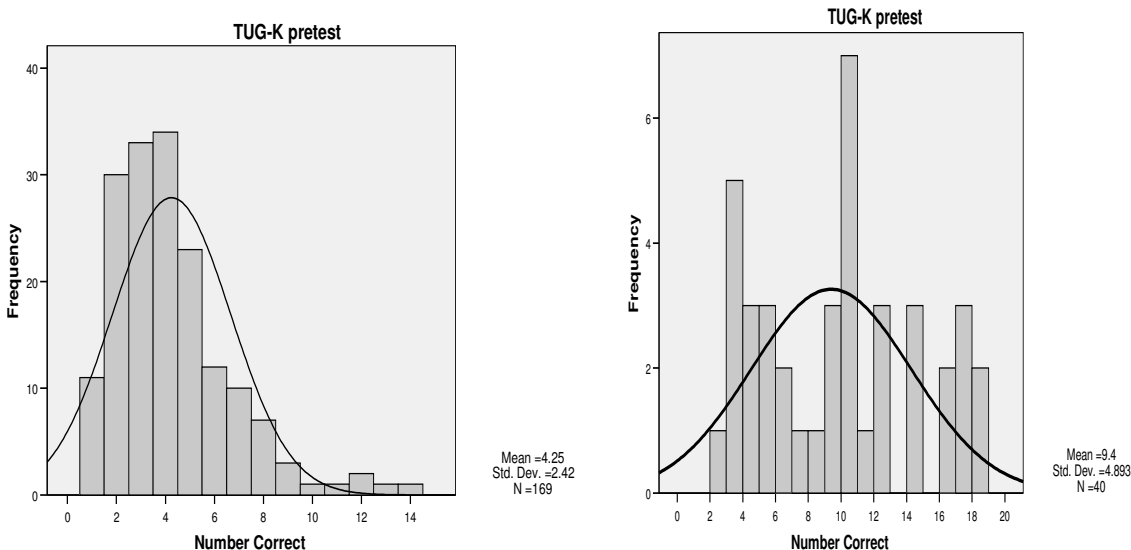 TUG-K pretest
40
30
20
10
0
Frequency
0 2 4 6 8 10 12 14
Number Correct
Mean =4.25
Std. Dev. =2.42
N =169
TUG-K pretest
6
4
2
0
Frequency
0 2 4 6 8 10 12 14 16 18 20
Number Correct
Mean =9.4
Std. Dev. =4.893
N =40